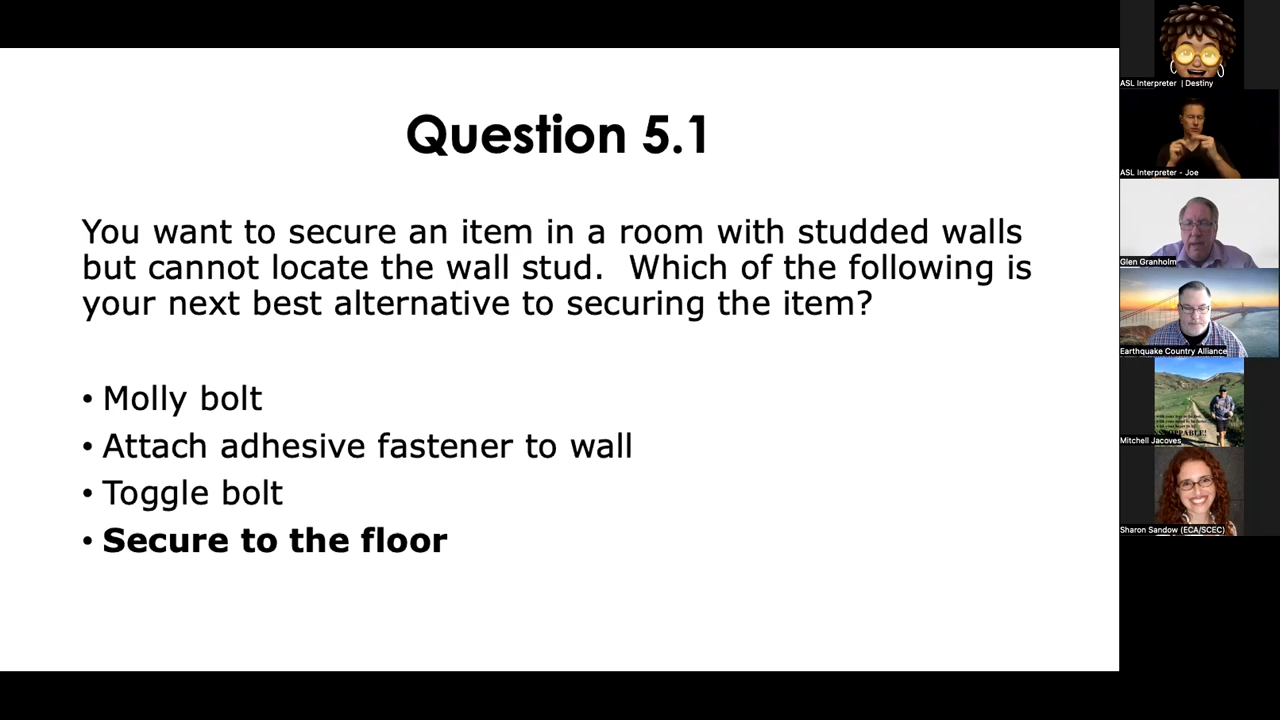 Question 5.1
You want to secure an item in a room with studded walls
but cannot locate the wall stud.  Which of the following is
your next best alternative to securing the item?
• Molly bolt
• Attach adhesive fastener to wall
• Toggle bolt
• Secure to the floor
ASL Interpreter | Destiny
ASL Interpreter - Joe
Glen Granholm
Earthquake Country Alliance
Mitchell Jacoves
Sharon Sandow (ECA/SCEC)